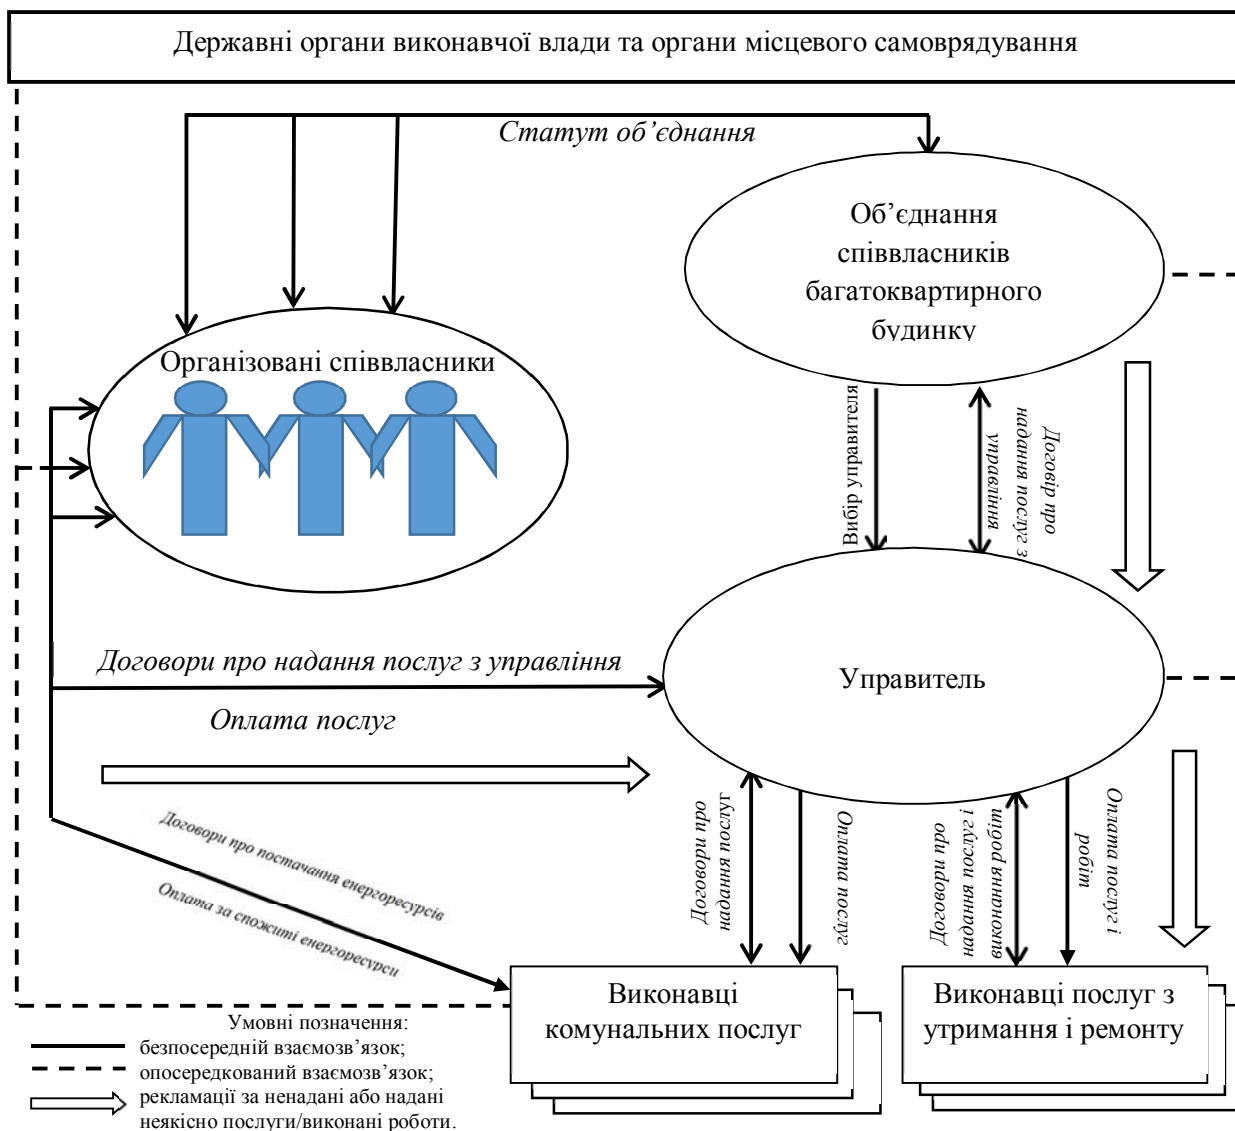 Державні органи виконавчої влади та органи місцевого самоврядування
Статут об’єднання
Об’єднання
співвласників
багатоквартирного
будинку
Організовані співвласники
Вибір управителя
Договір про
надання послуг з
управління
Договори про надання послуг з управління
Оплата послуг
Управитель
Договори про постачання енергоресурсів
Оплата за спожиті енергоресурси
Договори про
надання послуг
Оплата послуг
Договори про
надання послуг і
виконання робіт
Оплата послуг і
робіт
Виконавці
комунальних послуг
Виконавці послуг з
утримання і ремонту
Умовні позначення:
безпосередній взаємозв’язок;
опосередкований взаємозв’язок;
рекламації за ненадані або надані
неякісно послуги/виконані роботи.